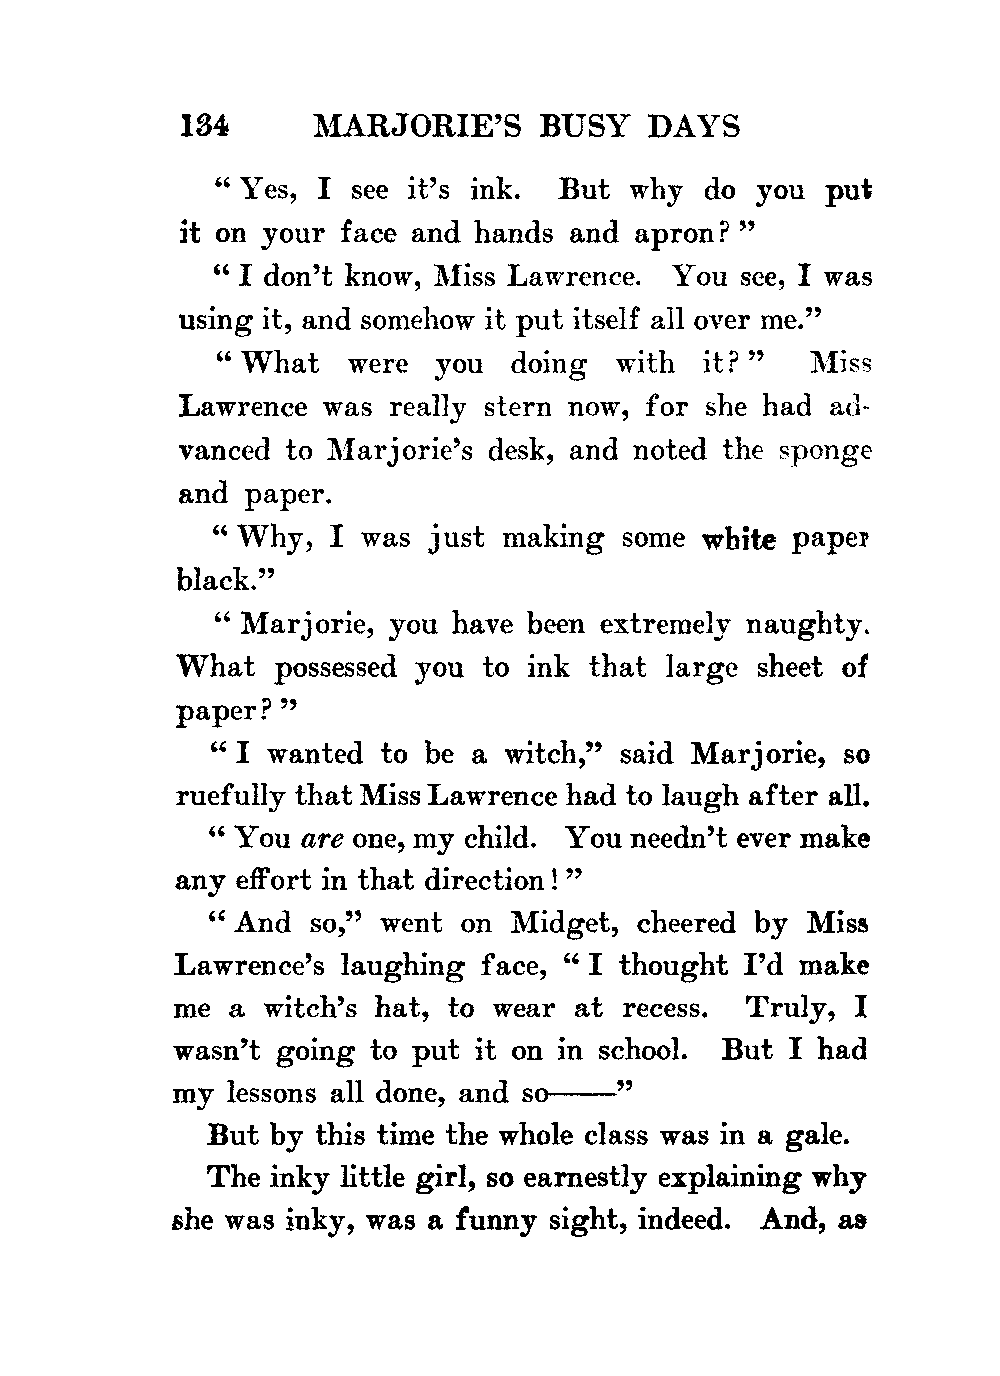 134 MARJORIE'S BUSY DAYS
“Yes, I see it's ink. But why do you put
it on your face and hands and apron?”
“I don't know, Miss Lawrence. You see, I was
using it, and somehow it put itself all over me.”
“What were you doing with it?” Miss
Lawrence was really stern now, for she had ad-
vanced to Marjorie's desk, and noted the sponge
and paper.
“Why, I was just making some white paper
black.”
“Marjorie, you have been extremely naughty.
What possessed you to ink that large sheet of
paper?”
“I wanted to be a witch,” said Marjorie, so
ruefully that Miss Lawrence had to laugh after all.
“You are one, my child. You needn't ever make
any effort in that direction!”
“And so,” went on Midget, cheered by Miss
Lawrence's laughing face, “I thought I'd make
me a witch's hat, to wear at recess. Truly, I
wasn't going to put it on in school. But I had
my lessons all done, and so——”
But by this time the whole class was in a gale.
The inky little girl, so earnestly explaining why
she was inky, was a funny sight, indeed. And, as